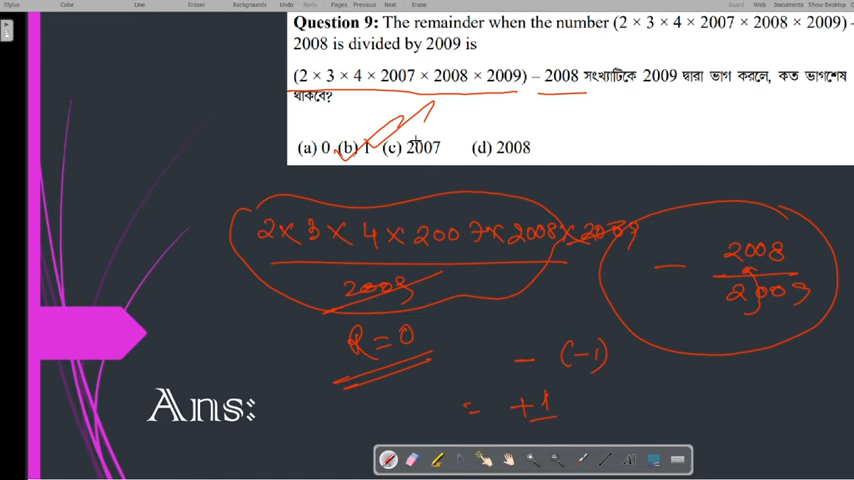 Stylus Color Line Eraser Backgrounds Undo Redo Pages Previous Next Erase Board Web Documents Show Desktop
Question 9: The remainder when the number (2 × 3 × 4 × 2007 × 2008 × 2009) –
2008 is divided by 2009 is
(2 × 3 × 4 × 2007 × 2008 × 2009) – 2008 সংখ্যাটিকে 2009 দ্বারা ভাগ করলে, কত ভাগশেষ
থাকবে?
(a) 0 (b) 1 (c) 2007 (d) 2008
2 × 3 × 4 × 2007 × 2008 × 2009
2009
– 2008
2009
R = 0
– (–1)
= +1
Ans: